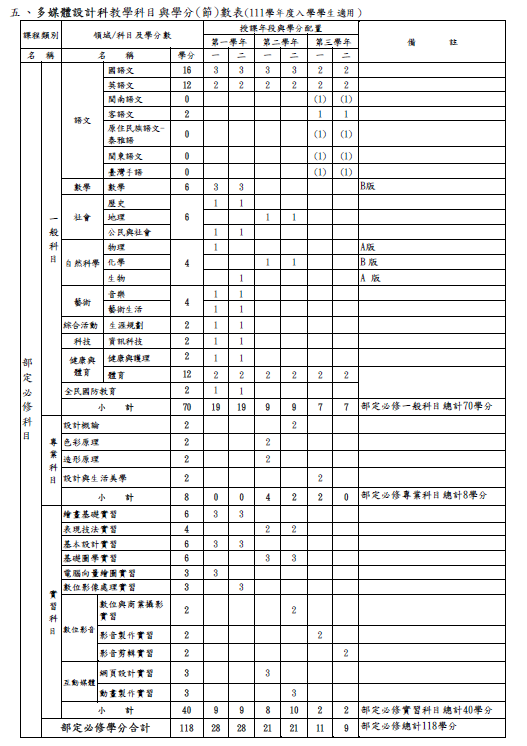 五、多媒體設計科教學科目與學分(節)數表(111學年度入學學生適用)
課程類別 領域/科目及學分數 授課年段與學分配置 備 註
第一學年 第二學年 第三學年
名 稱 名 稱 學分 一 二 一 二 一 二
部定必修科目
一般科目
語文 國語文 16 3 3 3 3 2 2
英語文 12 2 2 2 2 2 2
閩南語文 0 (1) (1)
客語文 2 1 1
原住民族語文-
泰雅語 0 (1) (1)
閩東語文 0 (1) (1)
臺灣手語 0 (1) (1)
數學 數學 6 3 3 B版
社會 歷史 6 1 1
地理 1 1
公民與社會 1 1
自然科學 物理 4 1 A版
化學 1 1 B版
生物 1 A 版
藝術 音樂 4 1 1
藝術生活 1 1
綜合活動 生涯規劃 2 1 1
科技 資訊科技 2 1 1
健康與
體育 健康與護理 2 1 1
體育 12 2 2 2 2 2 2
全民國防教育 2 1 1
小 計 70 19 19 9 9 7 7 部定必修一般科目總計70學分
專業科目
設計概論 2 2
色彩原理 2 2
造形原理 2 2
設計與生活美學 2 2
小 計 8 0 0 4 2 2 0 部定必修專業科目總計8學分
實習科目
繪畫基礎實習 6 3 3
表現技法實習 4 2 2
基本設計實習 6 3 3
基礎圖學實習 6 3 3
電腦向量繪圖實習 3 3
數位影像處理實習 3 3
數位影音 數位與商業攝影
實習 2 2
影音製作實習 2 2
影音剪輯實習 2 2
互動媒體 網頁設計實習 3 3
動畫製作實習 3 3
小 計 40 9 9 8 10 2 2 部定必修實習科目總計40學分
部定必修學分合計 118 28 28 21 21 11 9 部定必修總計118學分